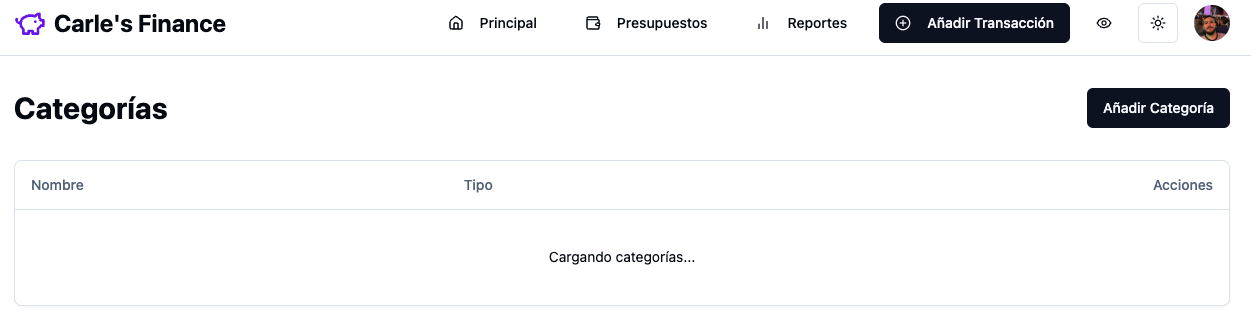 Carle's Finance Principal Presupuestos Reportes Añadir Transacción
Categorías Añadir Categoría
Nombre Tipo Acciones
Cargando categorías...